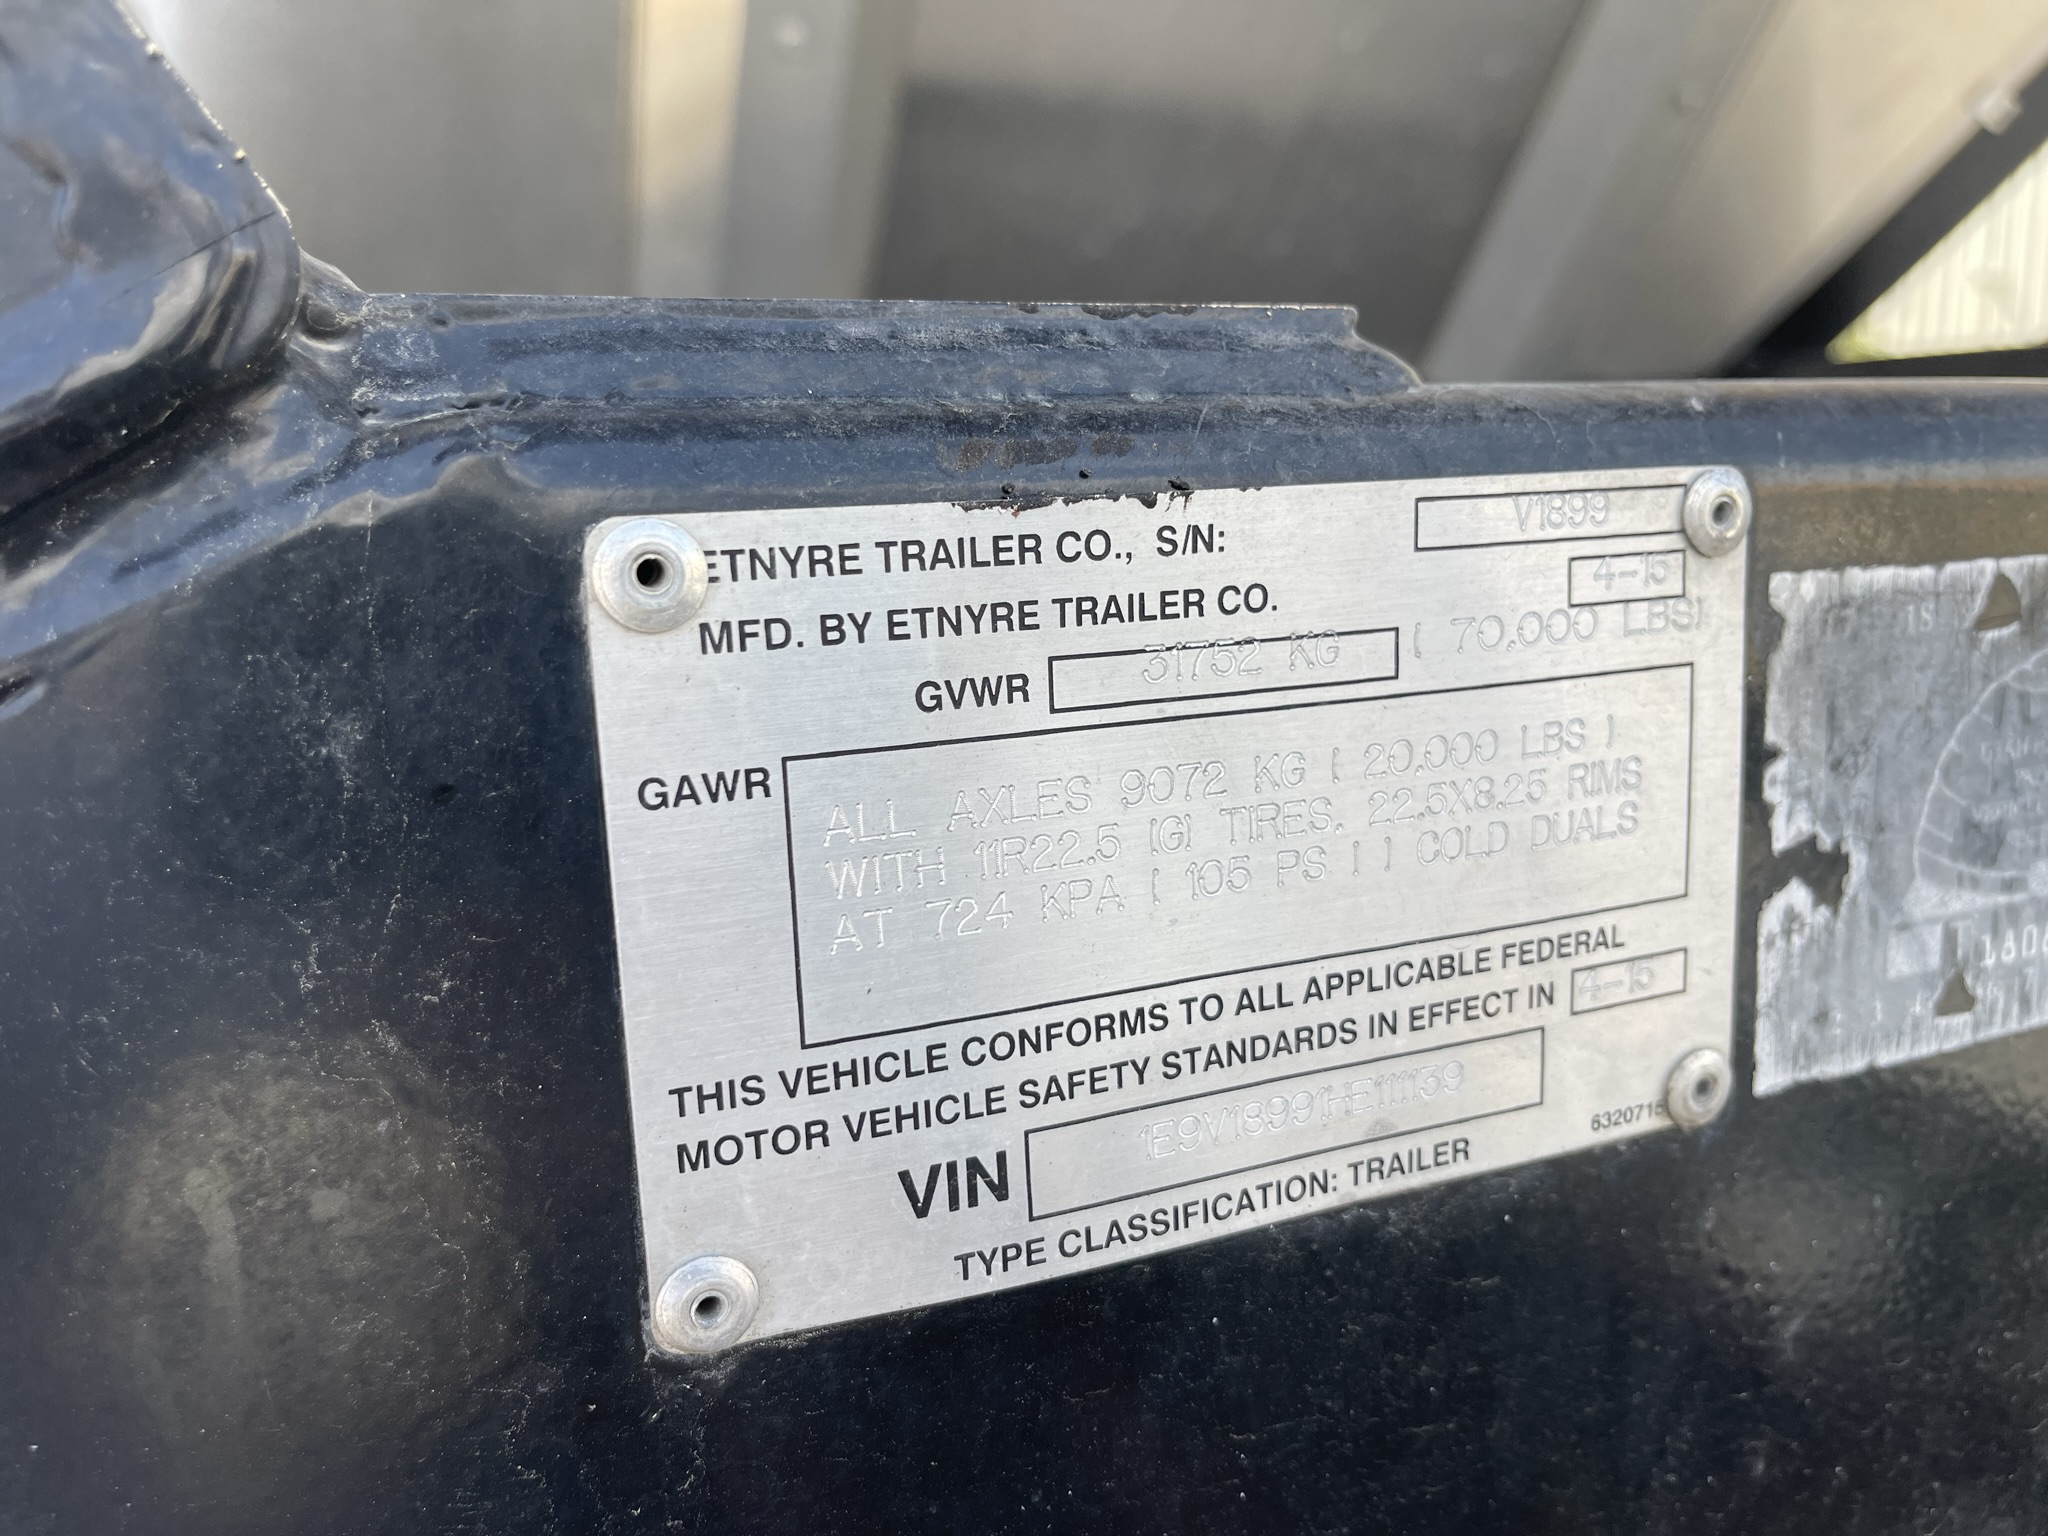 ETNYRE TRAILER CO., S/N: V1899
MFD. BY ETNYRE TRAILER CO. 4-15
GVWR 31752 KG ( 70,000 LBS)
GAWR ALL AXLES 9072 KG ( 20,000 LBS )
WITH 11R22.5 (G) TIRES, 22.5X8.25 RIMS
AT 724 KPA ( 105 PS I ) COLD DUALS
THIS VEHICLE CONFORMS TO ALL APPLICABLE FEDERAL
MOTOR VEHICLE SAFETY STANDARDS IN EFFECT IN 4-15
VIN 1E9V18991HE111139
TYPE CLASSIFICATION: TRAILER